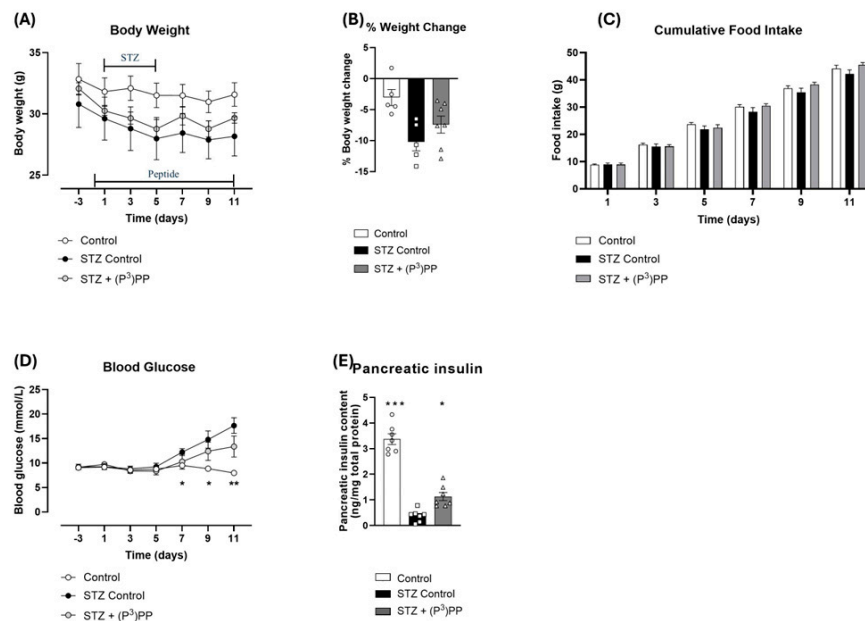 (A)
Body Weight
Body weight (g)
35
30
25
STZ
Peptide
-3 1 3 5 7 9 11
Time (days)
Control
STZ Control
STZ + (P³)PP
(B)
% Weight Change
% Body weight change
5
0
-5
-10
-15
Control
STZ Control
STZ + (P³)PP
(C)
Cumulative Food Intake
Food intake (g)
50
40
30
20
10
0
1 3 5 7 9 11
Time (days)
Control
STZ Control
STZ + (P³)PP
(D)
Blood Glucose
Blood glucose (mmol/L)
25
20
15
10
5
0
* * **
-3 1 3 5 7 9 11
Time (days)
Control
STZ Control
STZ + (P³)PP
(E)
Pancreatic insulin
Pancreatic insulin content
(ng/mg total protein)
5
4
3
2
1
0
*** *
Control
STZ Control
STZ + (P³)PP